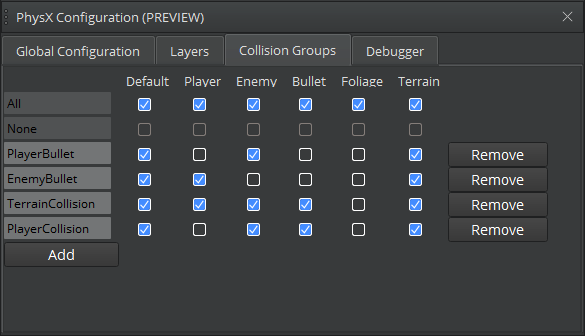 PhysX Configuration (PREVIEW)
Global Configuration Layers Collision Groups Debugger
Default Player Enemy Bullet Foliage Terrain
All
None
PlayerBullet Remove
EnemyBullet Remove
TerrainCollision Remove
PlayerCollision Remove
Add